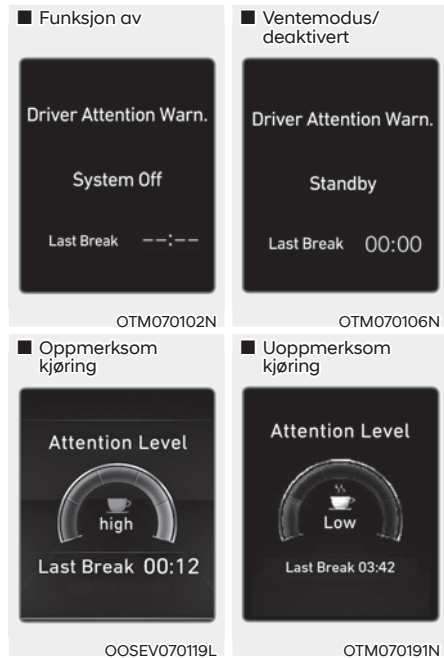 ■ Funksjon av
Driver Attention Warn.
System Off
Last Break --:--
OTM070102N
■ Ventemodus/
deaktivert
Driver Attention Warn.
Standby
Last Break 00:00
OTM070106N
■ Oppmerksom
kjøring
Attention Level
high
Last Break 00:12
OOSEV070119L
■ Uoppmerksom
kjøring
Attention Level
Low
Last Break 03:42
OTM070191N